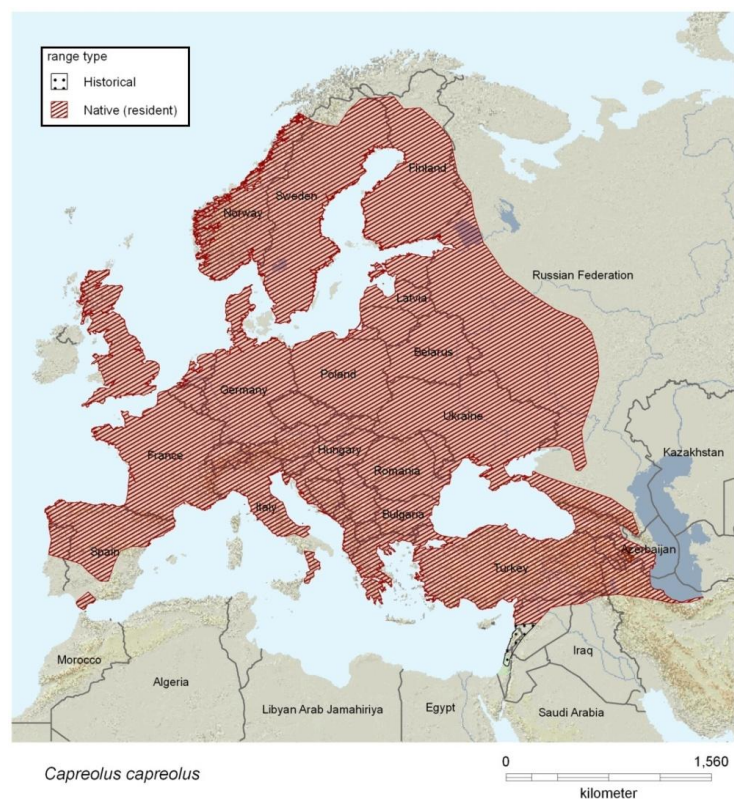 range type
Historical
Native (resident)
Finland
Sweden
Norway
Russian Federation
Latvia
Belarus
Poland
Germany
Ukraine
Kazakhstan
France
Hungary
Romania
Italy
Bulgaria
Spain
Azerbaijan
Turkey
Morocco
Iraq
Algeria
Libyan Arab Jamahiriya
Egypt
Saudi Arabia
Capreolus capreolus
0 1,560
kilometer